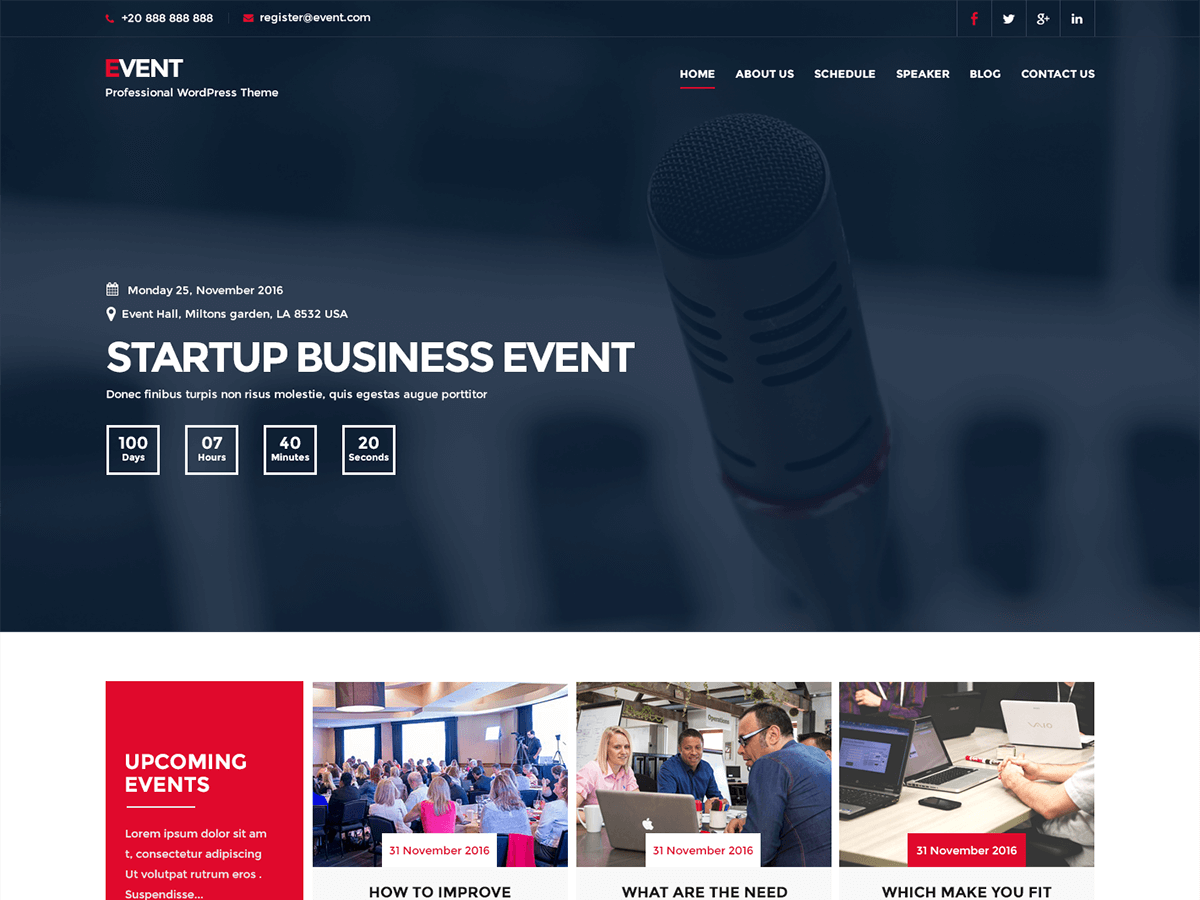 +20 888 888 888
register@event.com
EVENT
Professional WordPress Theme
HOME ABOUT US SCHEDULE SPEAKER BLOG CONTACT US
Monday 25, November 2016
Event Hall, Miltons garden, LA 8532 USA
STARTUP BUSINESS EVENT
Donec finibus turpis non risus molestie, quis egestas augue porttitor
100
Days
07
Hours
40
Minutes
20
Seconds
UPCOMING
EVENTS
Lorem ipsum dolor sit am
t, consectetur adipiscing
Ut volutpat rutrum eros .
Suspendisse...
31 November 2016
HOW TO IMPROVE
Operations
31 November 2016
WHAT ARE THE NEED
VAIO
31 November 2016
WHICH MAKE YOU FIT